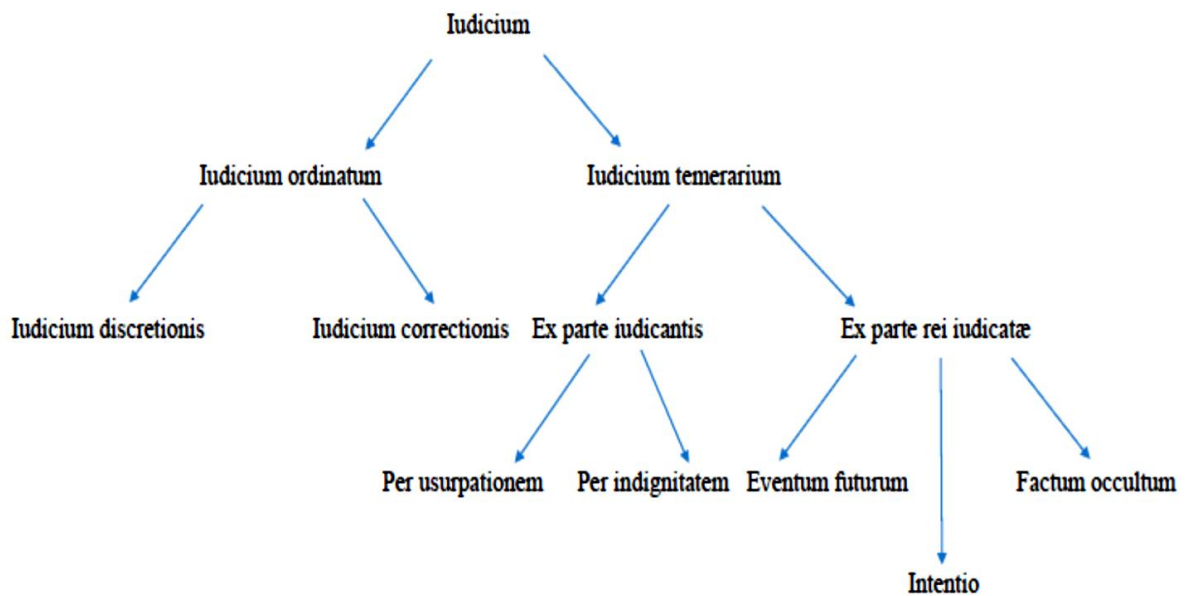 Iudicium
Iudicium ordinatum
Iudicium temerarium
Iudicium discretionis
Iudicium correctionis
Ex parte iudicantis
Ex parte rei iudicatæ
Per usurpationem
Per indignitatem
Eventum futurum
Factum occultum
Intentio